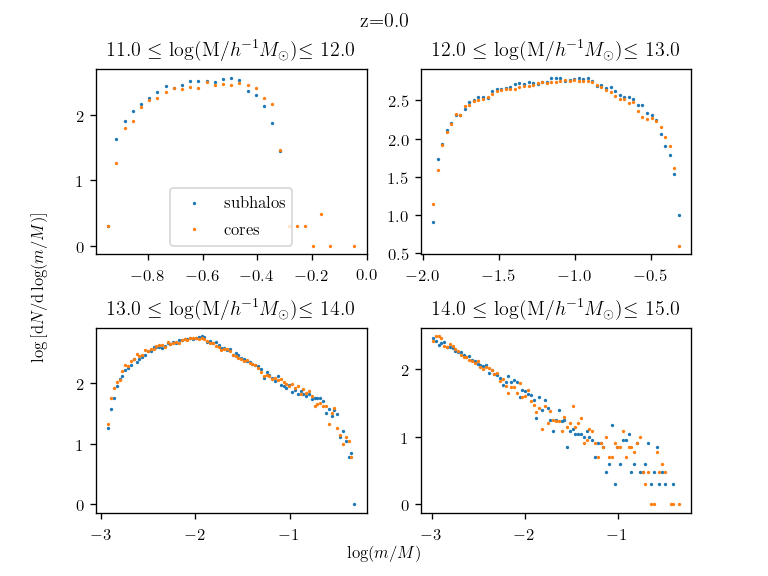 z=0.0
11.0 ≤ log(M/h⁻¹M⊙)≤ 12.0
12.0 ≤ log(M/h⁻¹M⊙)≤ 13.0
2
1
0
−0.8 −0.6 −0.4 −0.2 0.0
subhalos
cores
2.5
2.0
1.5
1.0
0.5
−2.0 −1.5 −1.0 −0.5
log [dN/d log(m/M)]
13.0 ≤ log(M/h⁻¹M⊙)≤ 14.0
14.0 ≤ log(M/h⁻¹M⊙)≤ 15.0
2
1
0
−3 −2 −1
2
1
0
−3 −2 −1
log(m/M)